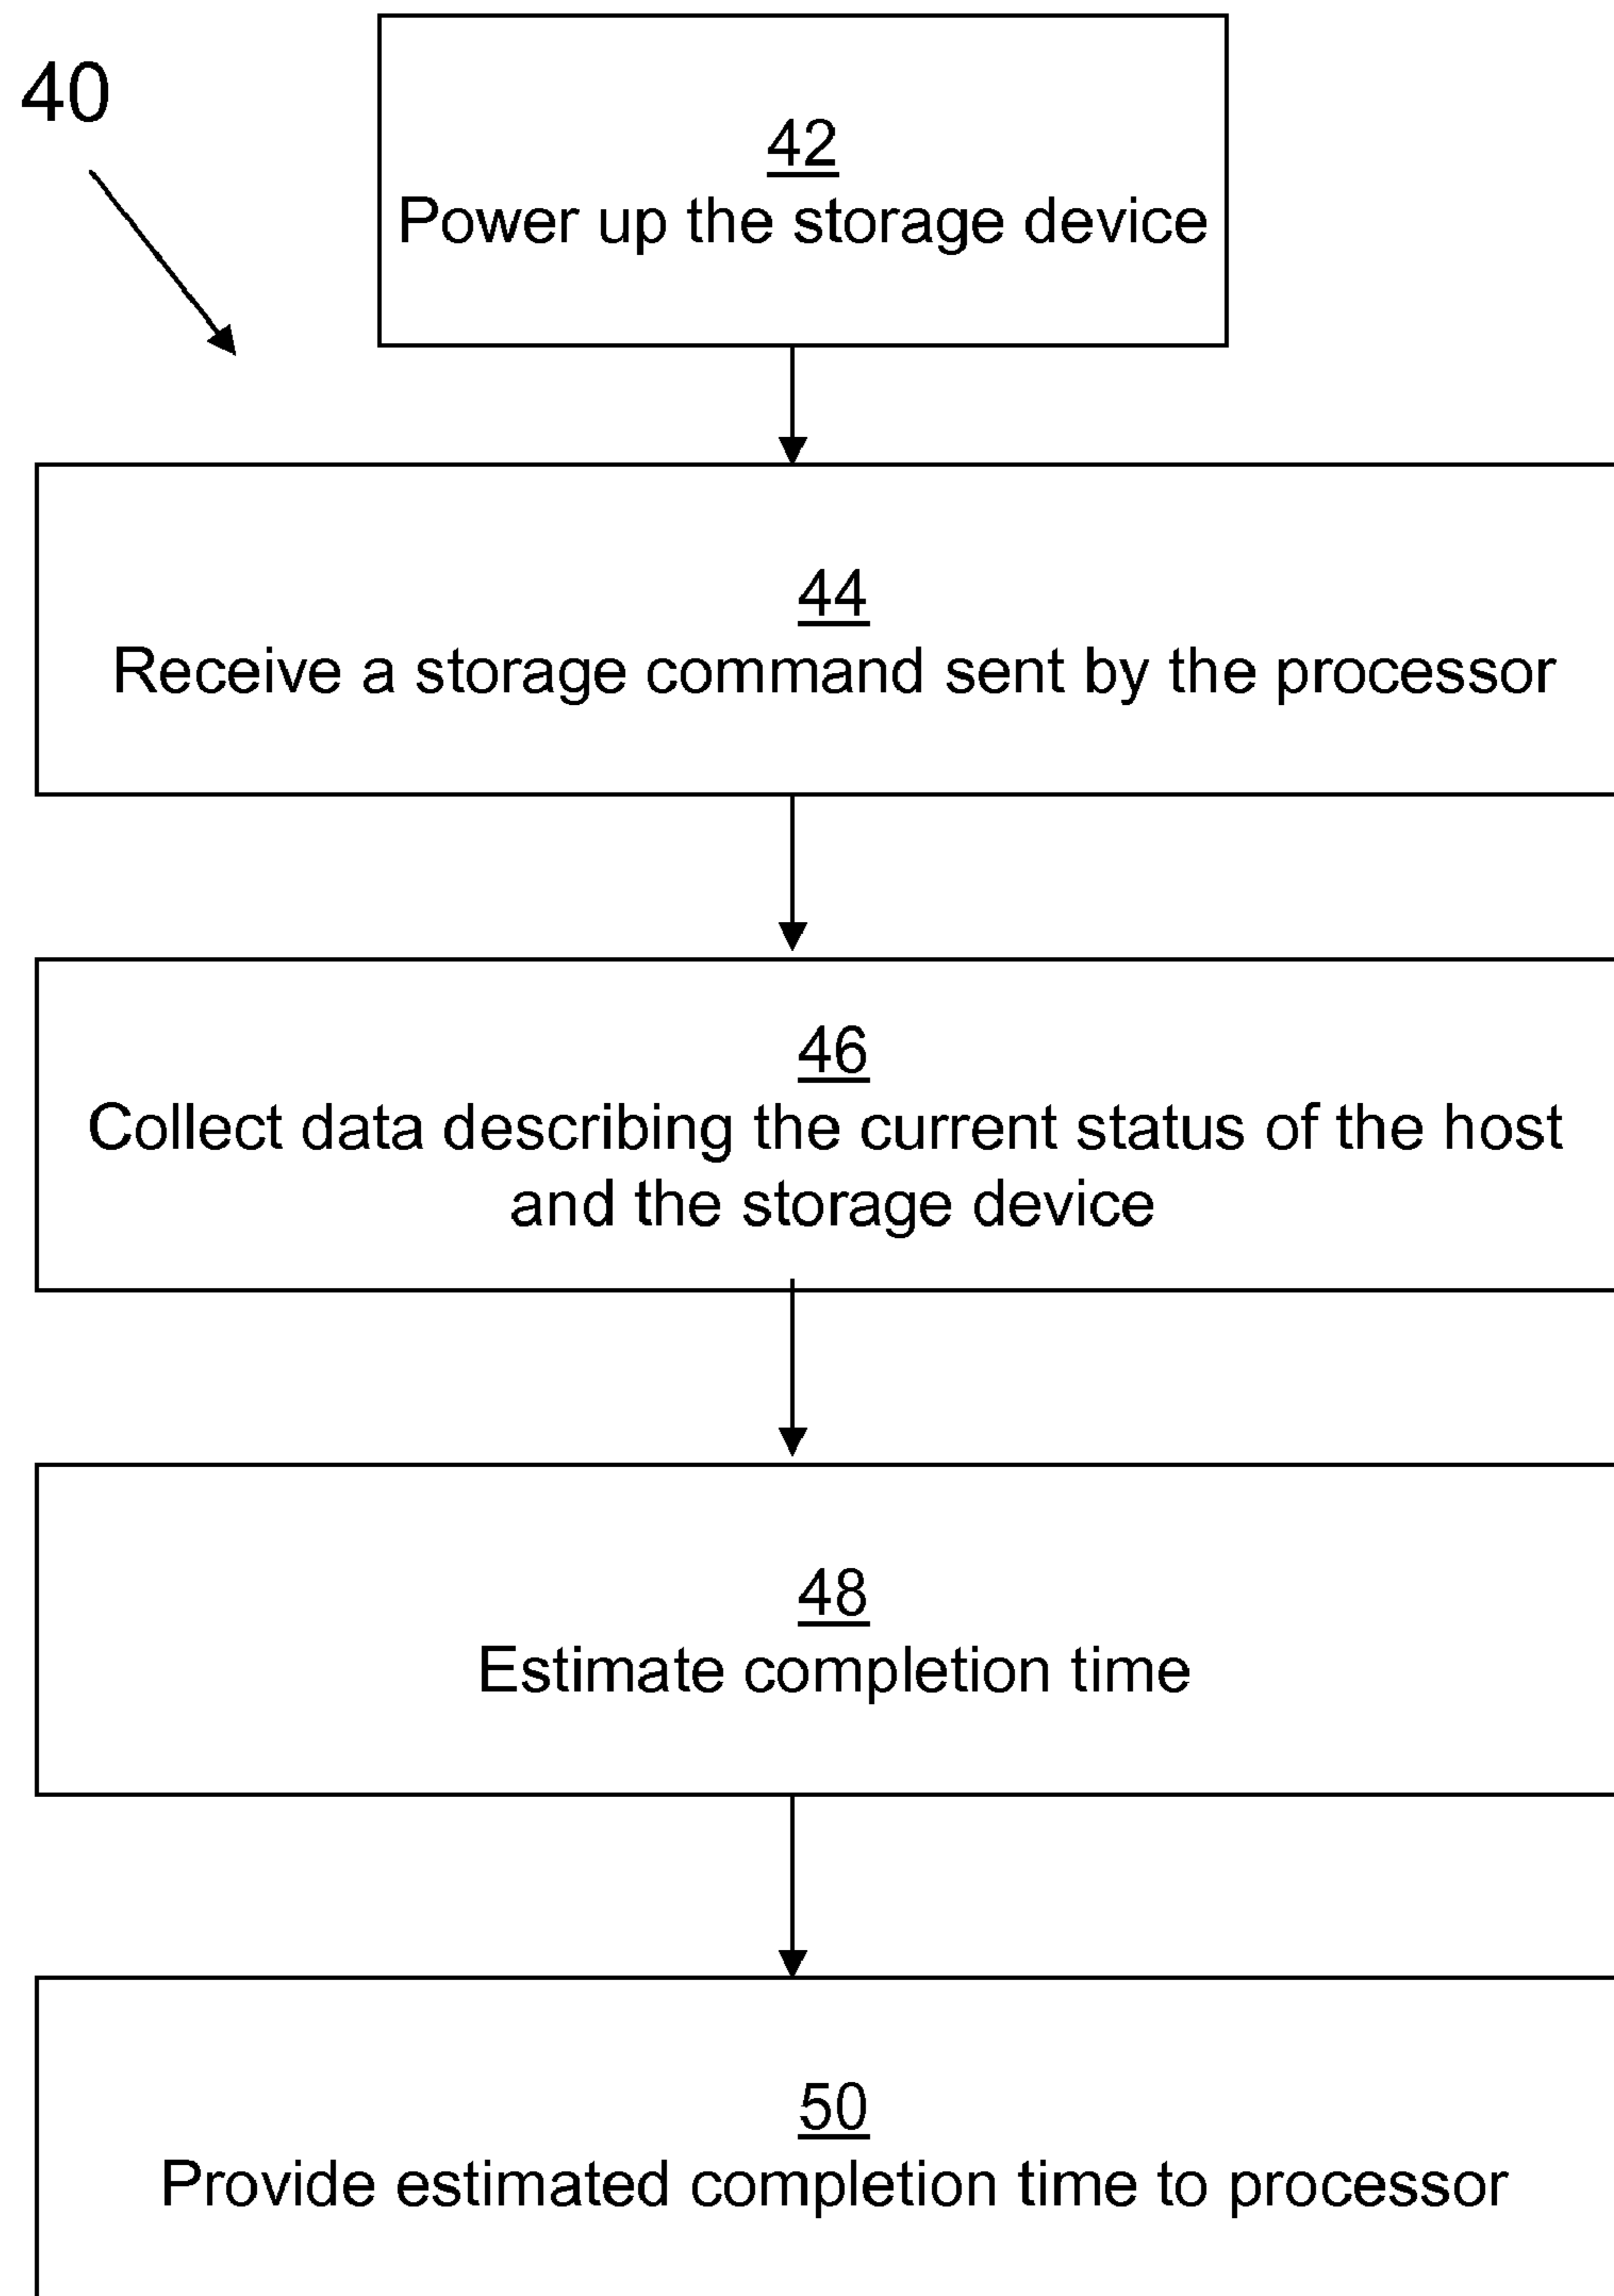 40
42
Power up the storage device
44
Receive a storage command sent by the processor
46
Collect data describing the current status of the host
and the storage device
48
Estimate completion time
50
Provide estimated completion time to processor